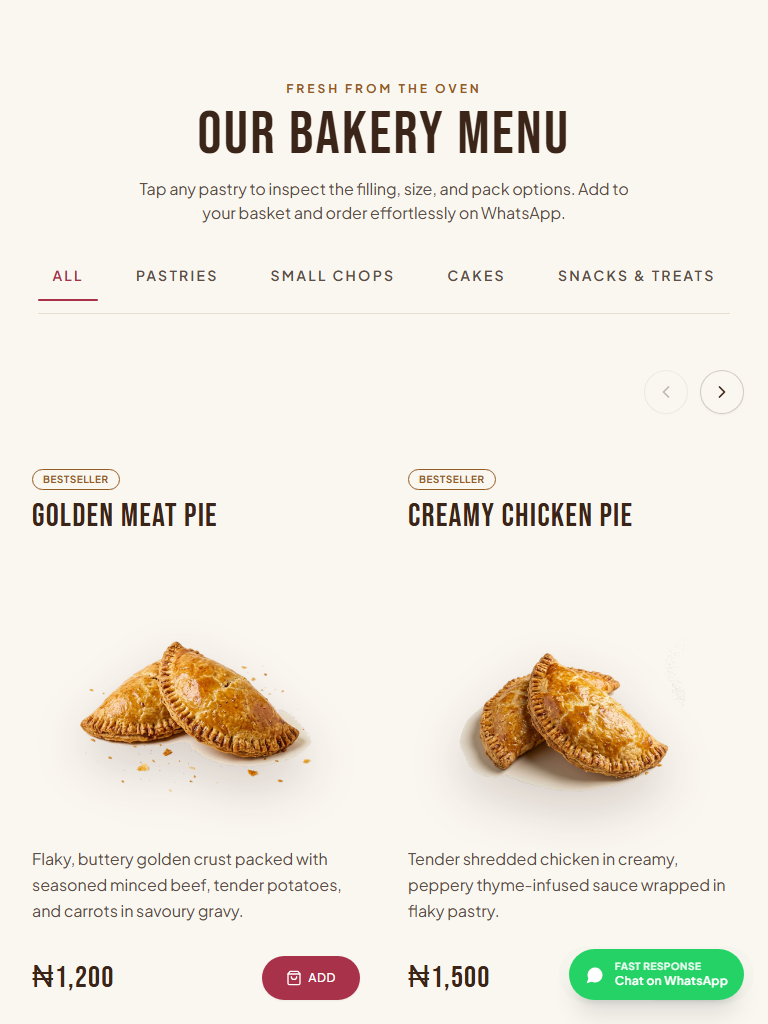 FRESH FROM THE OVEN
OUR BAKERY MENU
Tap any pastry to inspect the filling, size, and pack options. Add to
your basket and order effortlessly on WhatsApp.
ALL PASTRIES SMALL CHOPS CAKES SNACKS & TREATS
BESTSELLER
GOLDEN MEAT PIE
Flaky, buttery golden crust packed with
seasoned minced beef, tender potatoes,
and carrots in savoury gravy.
₦1,200
ADD
BESTSELLER
CREAMY CHICKEN PIE
Tender shredded chicken in creamy,
peppery thyme-infused sauce wrapped in
flaky pastry.
₦1,500
FAST RESPONSE
Chat on WhatsApp